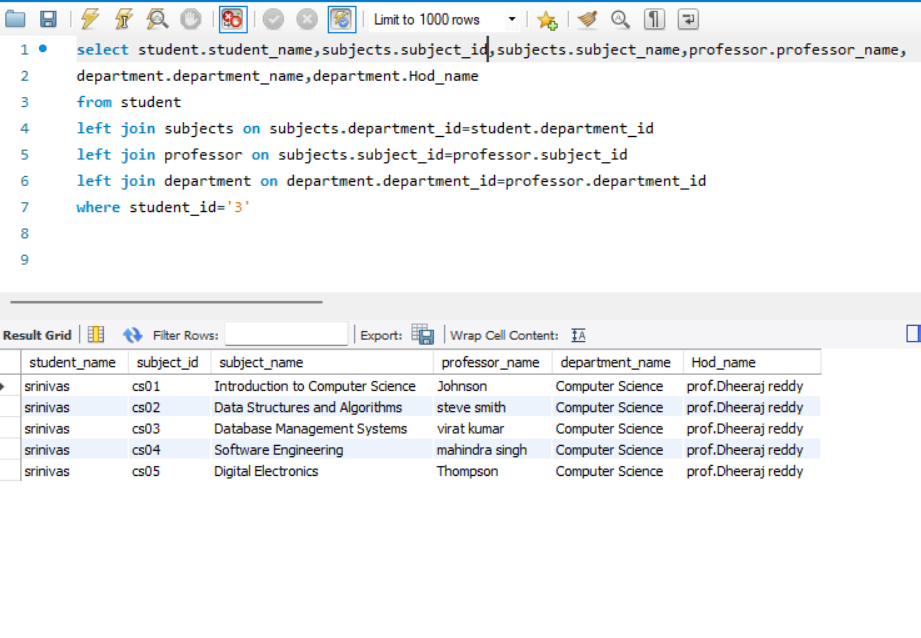 Limit to 1000 rows
1 select student.student_name,subjects.subject_id,subjects.subject_name,professor.professor_name,
2 department.department_name,department.Hod_name
3 from student
4 left join subjects on subjects.department_id=student.department_id
5 left join professor on subjects.subject_id=professor.subject_id
6 left join department on department.department_id=professor.department_id
7 where student_id='3'
8
9
Result Grid Filter Rows: Export: Wrap Cell Content:
student_name subject_id subject_name professor_name department_name Hod_name
srinivas cs01 Introduction to Computer Science Johnson Computer Science prof.Dheeraj reddy
srinivas cs02 Data Structures and Algorithms steve smith Computer Science prof.Dheeraj reddy
srinivas cs03 Database Management Systems virat kumar Computer Science prof.Dheeraj reddy
srinivas cs04 Software Engineering mahindra singh Computer Science prof.Dheeraj reddy
srinivas cs05 Digital Electronics Thompson Computer Science prof.Dheeraj reddy